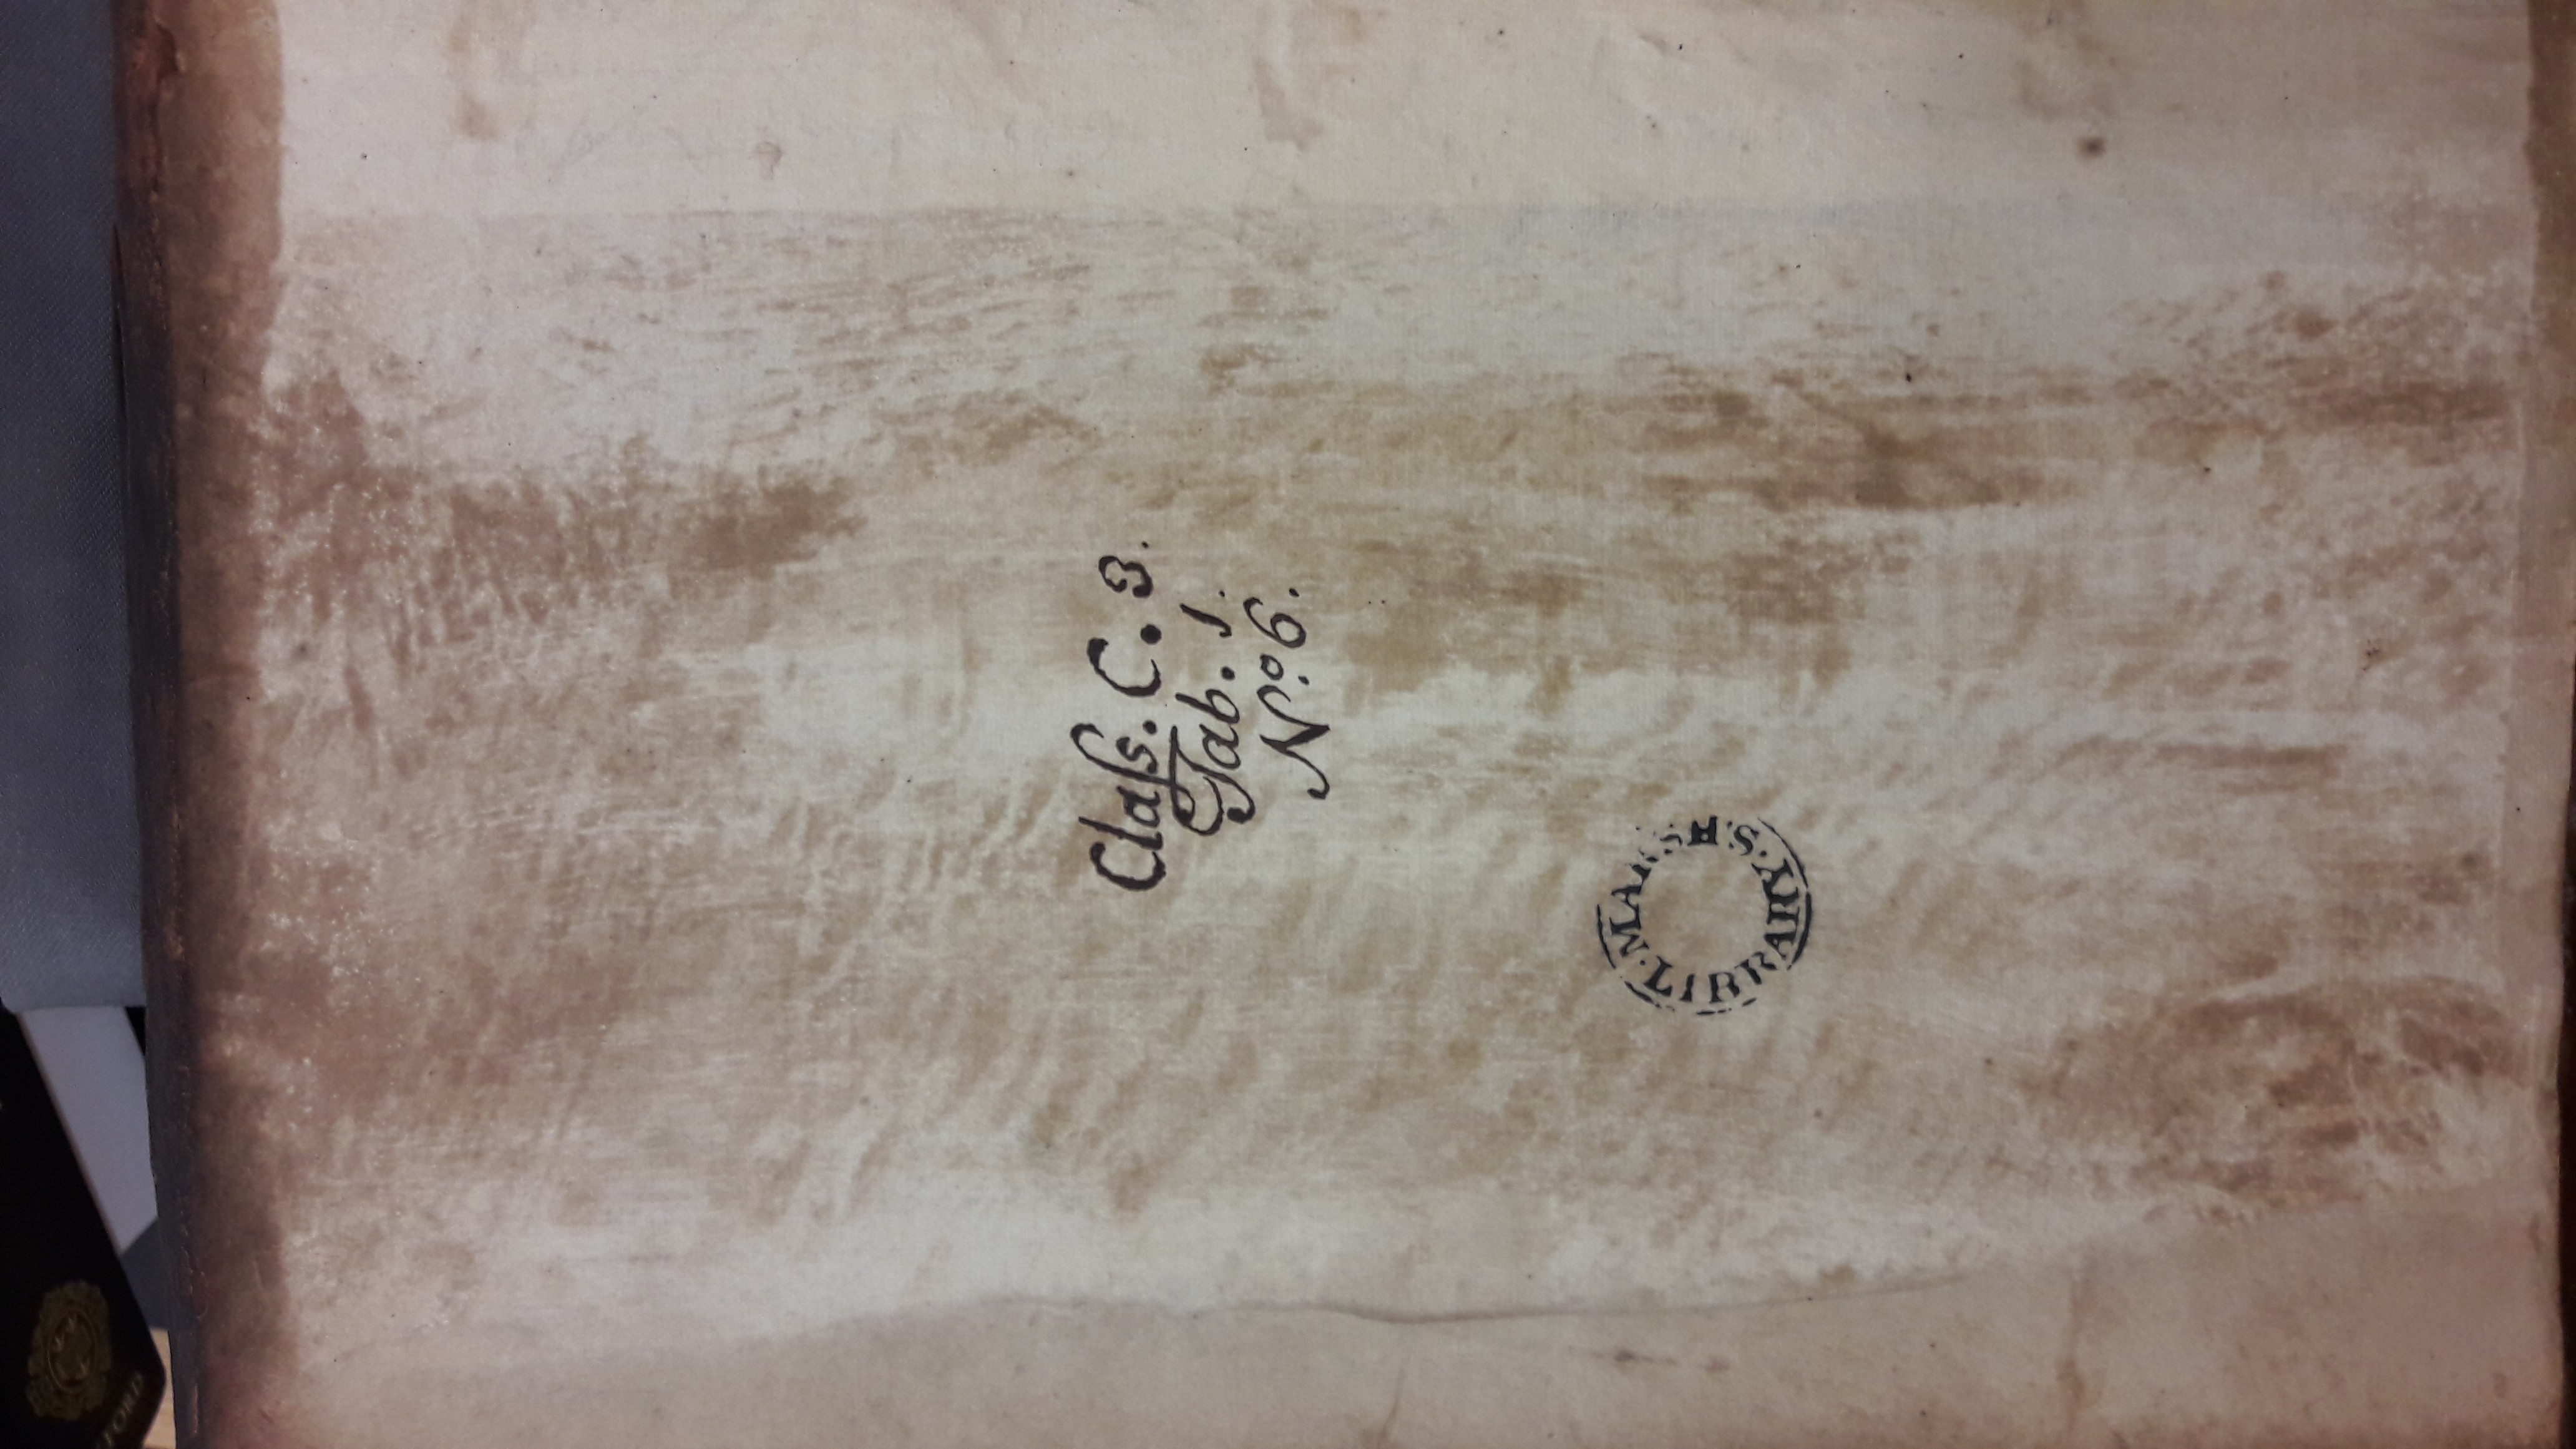 Claſs. C. 3.
Tab. 1.
Nº. 6.
·MARSH'S·
LIBRARY